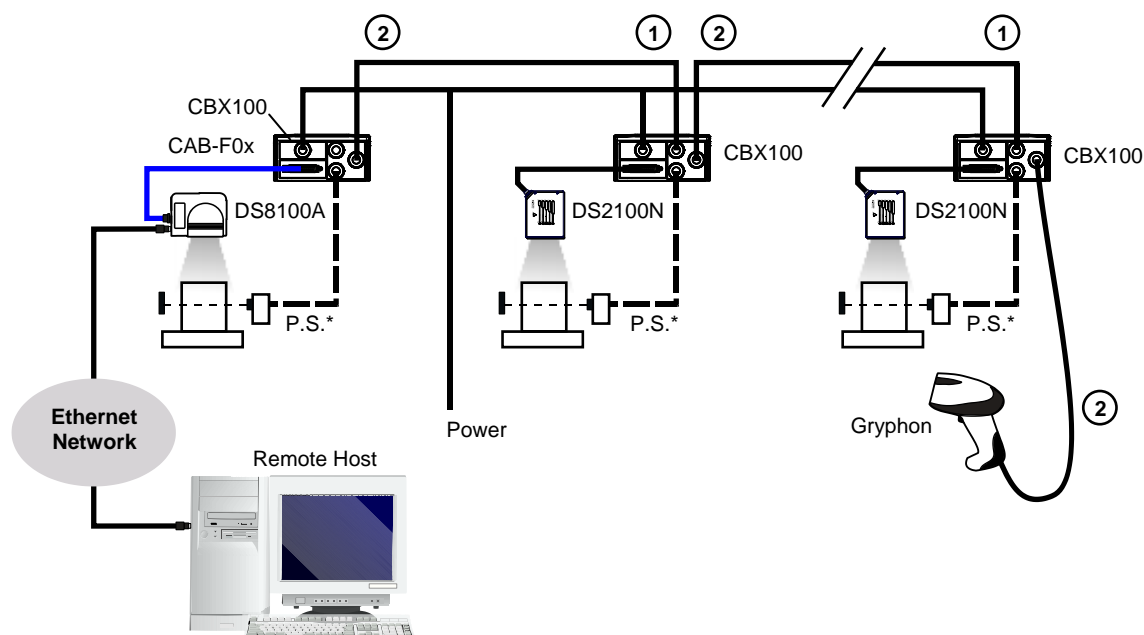 2
1
2
1
CBX100
CAB-F0x
CBX100
CBX100
DS8100A
DS2100N
DS2100N
P.S.*
P.S.*
P.S.*
Ethernet
Network
Power
Gryphon
2
Remote Host